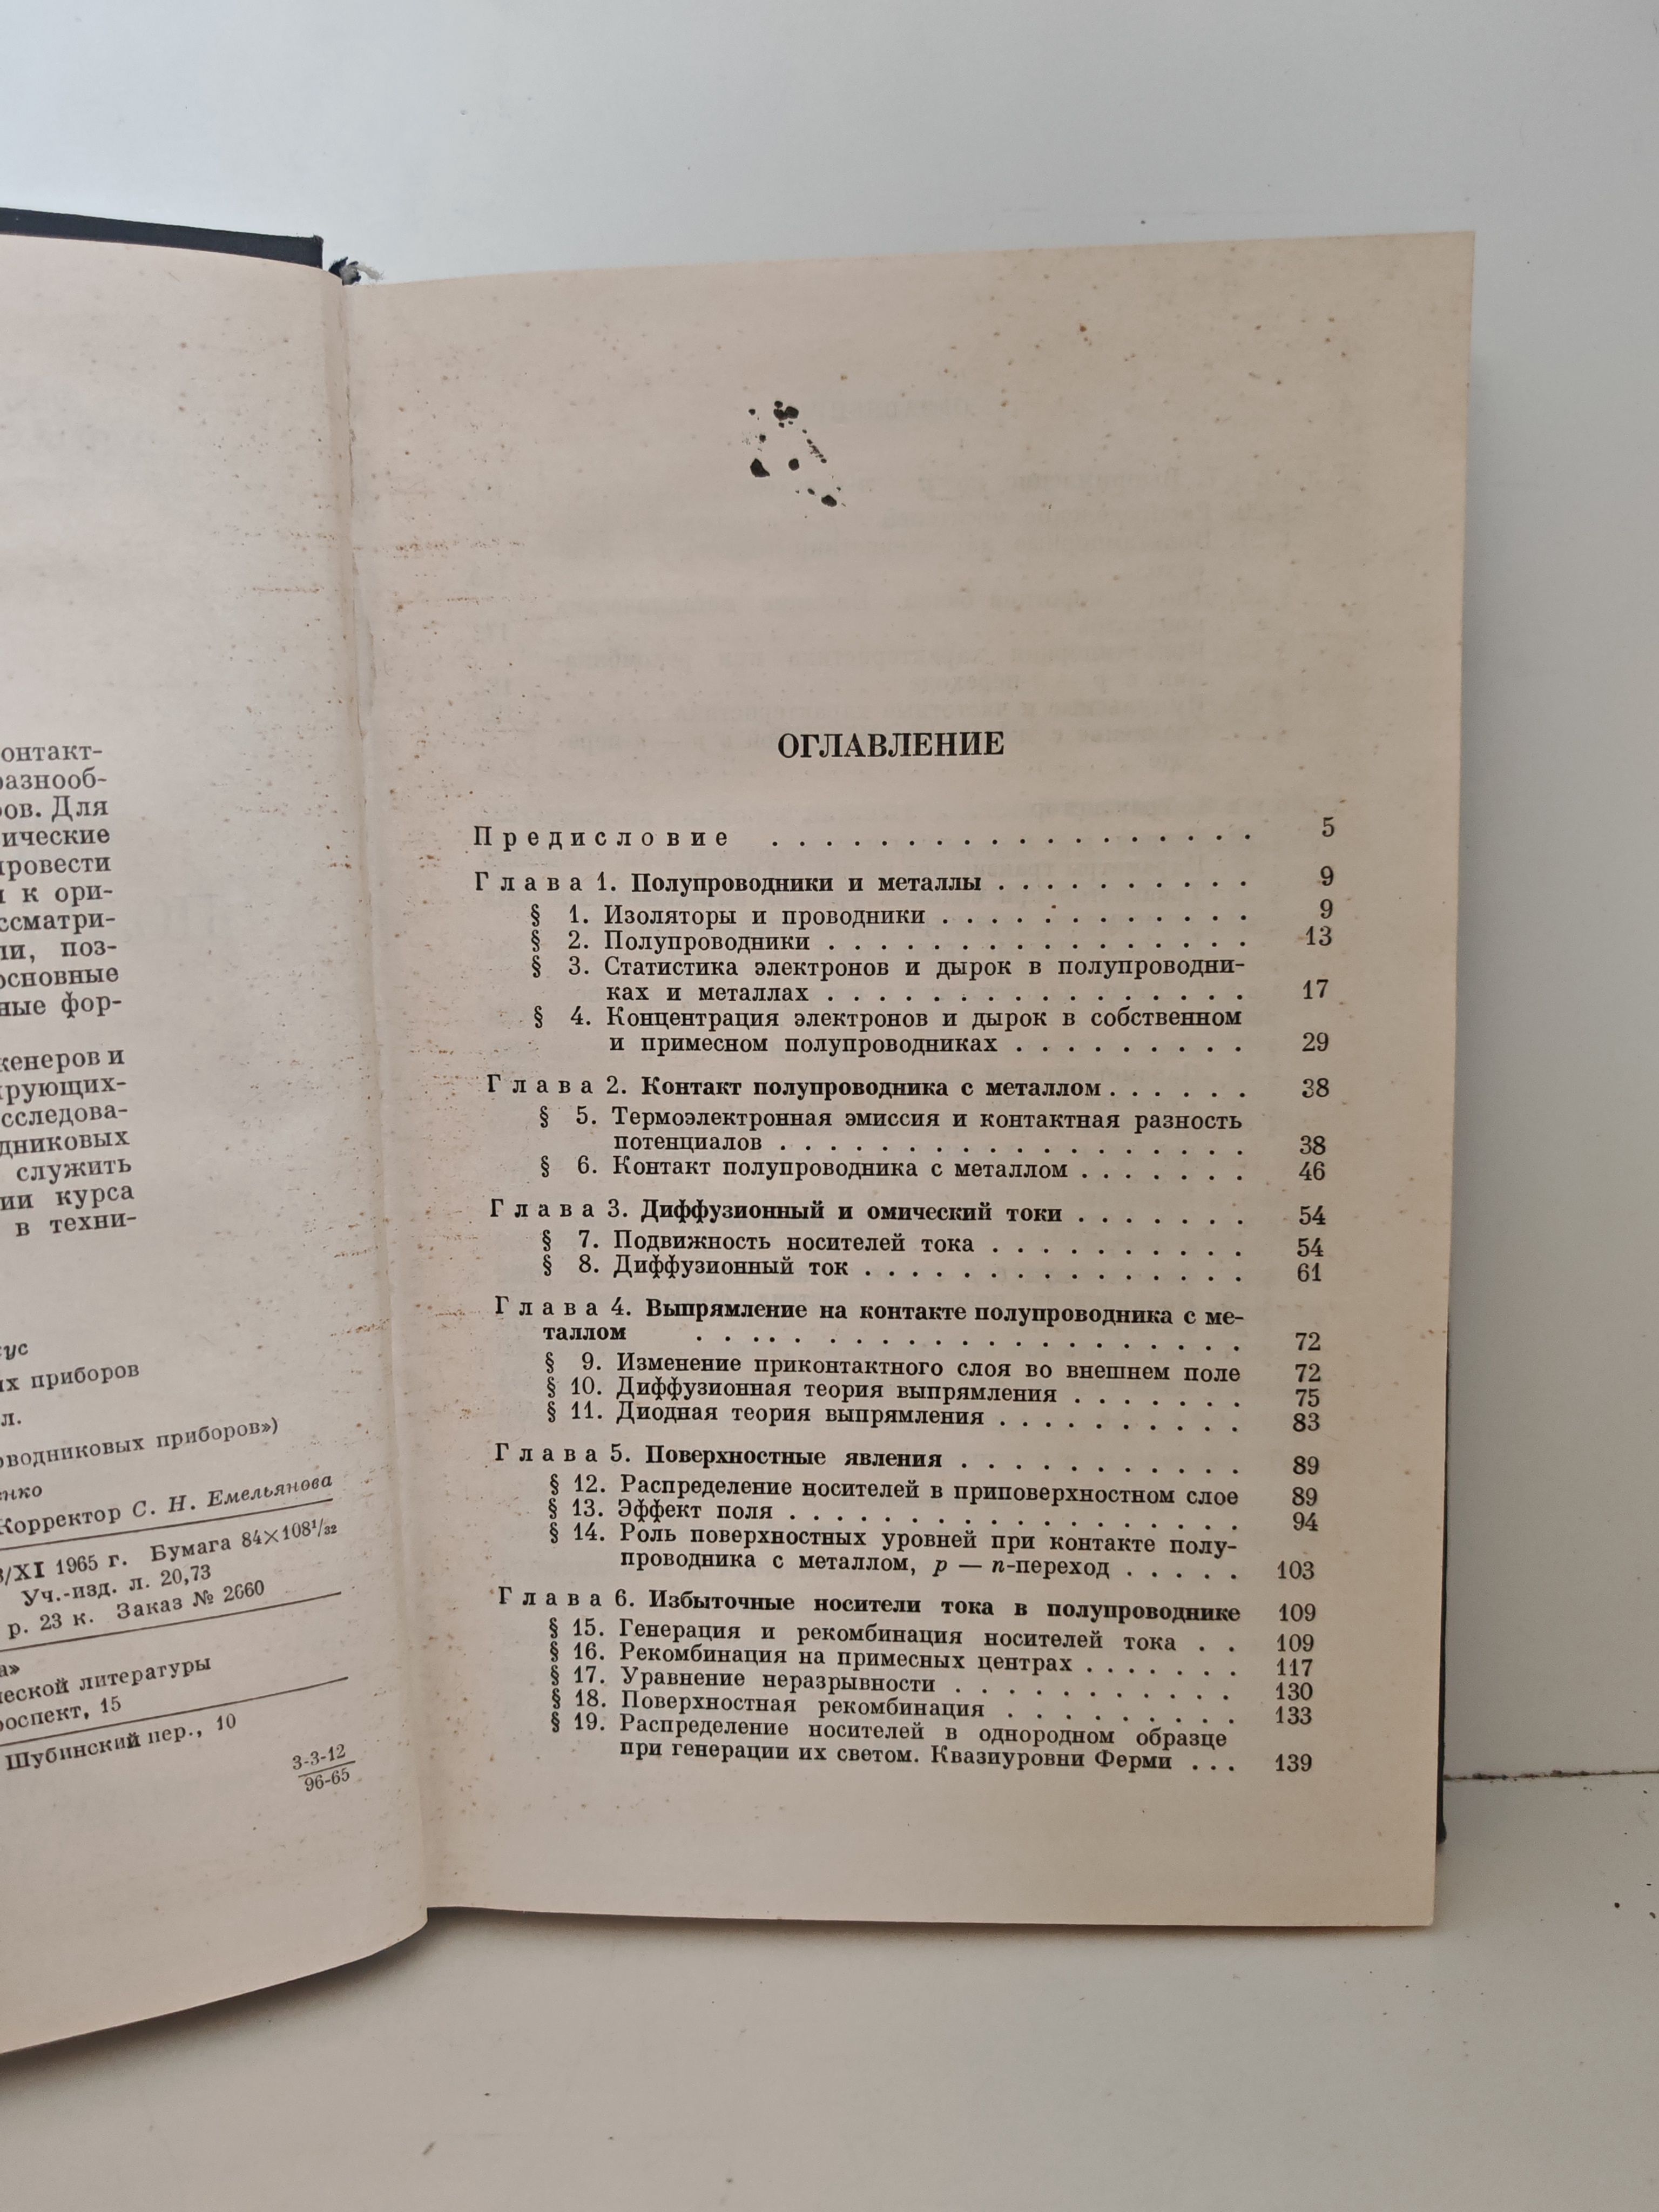 онтакт-
разнооб-
ров. Для
ические
провести
к ори-
ссматри-
ли, поз-
основные
ные фор-
женеров и
ирующих-
сследова-
дниковых
служить
ии курса
в техни-
ых приборов
л.
оводниковых приборов»)
енко
Корректор С. Н. Емельянова
/XI 1965 г. Бумага 84×108¹/₃₂
Уч.-изд. л. 20,73
р. 23 к. Заказ № 2660
а»
ческой литературы
роспект, 15
Шубинский пер., 10
3-3-12
96-65
ОГЛАВЛЕНИЕ
Предисловие . . . . . . . . . . . . . . . . . . 5
Глава 1. Полупроводники и металлы . . . . . . . . . . 9
§ 1. Изоляторы и проводники . . . . . . . . . . . . 9
§ 2. Полупроводники . . . . . . . . . . . . . . . . 13
§ 3. Статистика электронов и дырок в полупроводни-
ках и металлах . . . . . . . . . . . . . . . . 17
§ 4. Концентрация электронов и дырок в собственном
и примесном полупроводниках . . . . . . . . . 29
Глава 2. Контакт полупроводника с металлом . . . . . . 38
§ 5. Термоэлектронная эмиссия и контактная разность
потенциалов . . . . . . . . . . . . . . . . . . 38
§ 6. Контакт полупроводника с металлом . . . . . . . 46
Глава 3. Диффузионный и омический токи . . . . . . . 54
§ 7. Подвижность носителей тока . . . . . . . . . . 54
§ 8. Диффузионный ток . . . . . . . . . . . . . . . 61
Глава 4. Выпрямление на контакте полупроводника с ме-
таллом . . . . . . . . . . . . . . . . . . . . . 72
§ 9. Изменение приконтактного слоя во внешнем поле 72
§ 10. Диффузионная теория выпрямления . . . . . . . 75
§ 11. Диодная теория выпрямления . . . . . . . . . . 83
Глава 5. Поверхностные явления . . . . . . . . . . . 89
§ 12. Распределение носителей в приповерхностном слое 89
§ 13. Эффект поля . . . . . . . . . . . . . . . . . 94
§ 14. Роль поверхностных уровней при контакте полу-
проводника с металлом, p — n-переход . . . . . 103
Глава 6. Избыточные носители тока в полупроводнике 109
§ 15. Генерация и рекомбинация носителей тока . . 109
§ 16. Рекомбинация на примесных центрах . . . . . . . 117
§ 17. Уравнение неразрывности . . . . . . . . . . . 130
§ 18. Поверхностная рекомбинация . . . . . . . . . 133
§ 19. Распределение носителей в однородном образце
при генерации их светом. Квазиуровни Ферми . . . 139